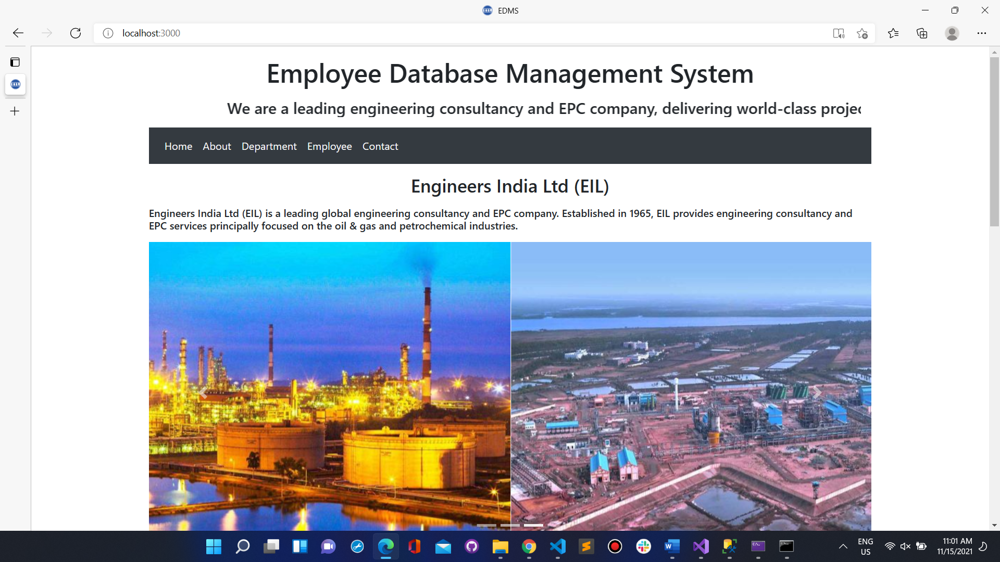 EDMS
localhost:3000
Employee Database Management System
We are a leading engineering consultancy and EPC company, delivering world-class projec
Home About Department Employee Contact
Engineers India Ltd (EIL)
Engineers India Ltd (EIL) is a leading global engineering consultancy and EPC company. Established in 1965, EIL provides engineering consultancy and
EPC services principally focused on the oil & gas and petrochemical industries.
ENG
US
11:01 AM
11/15/2021